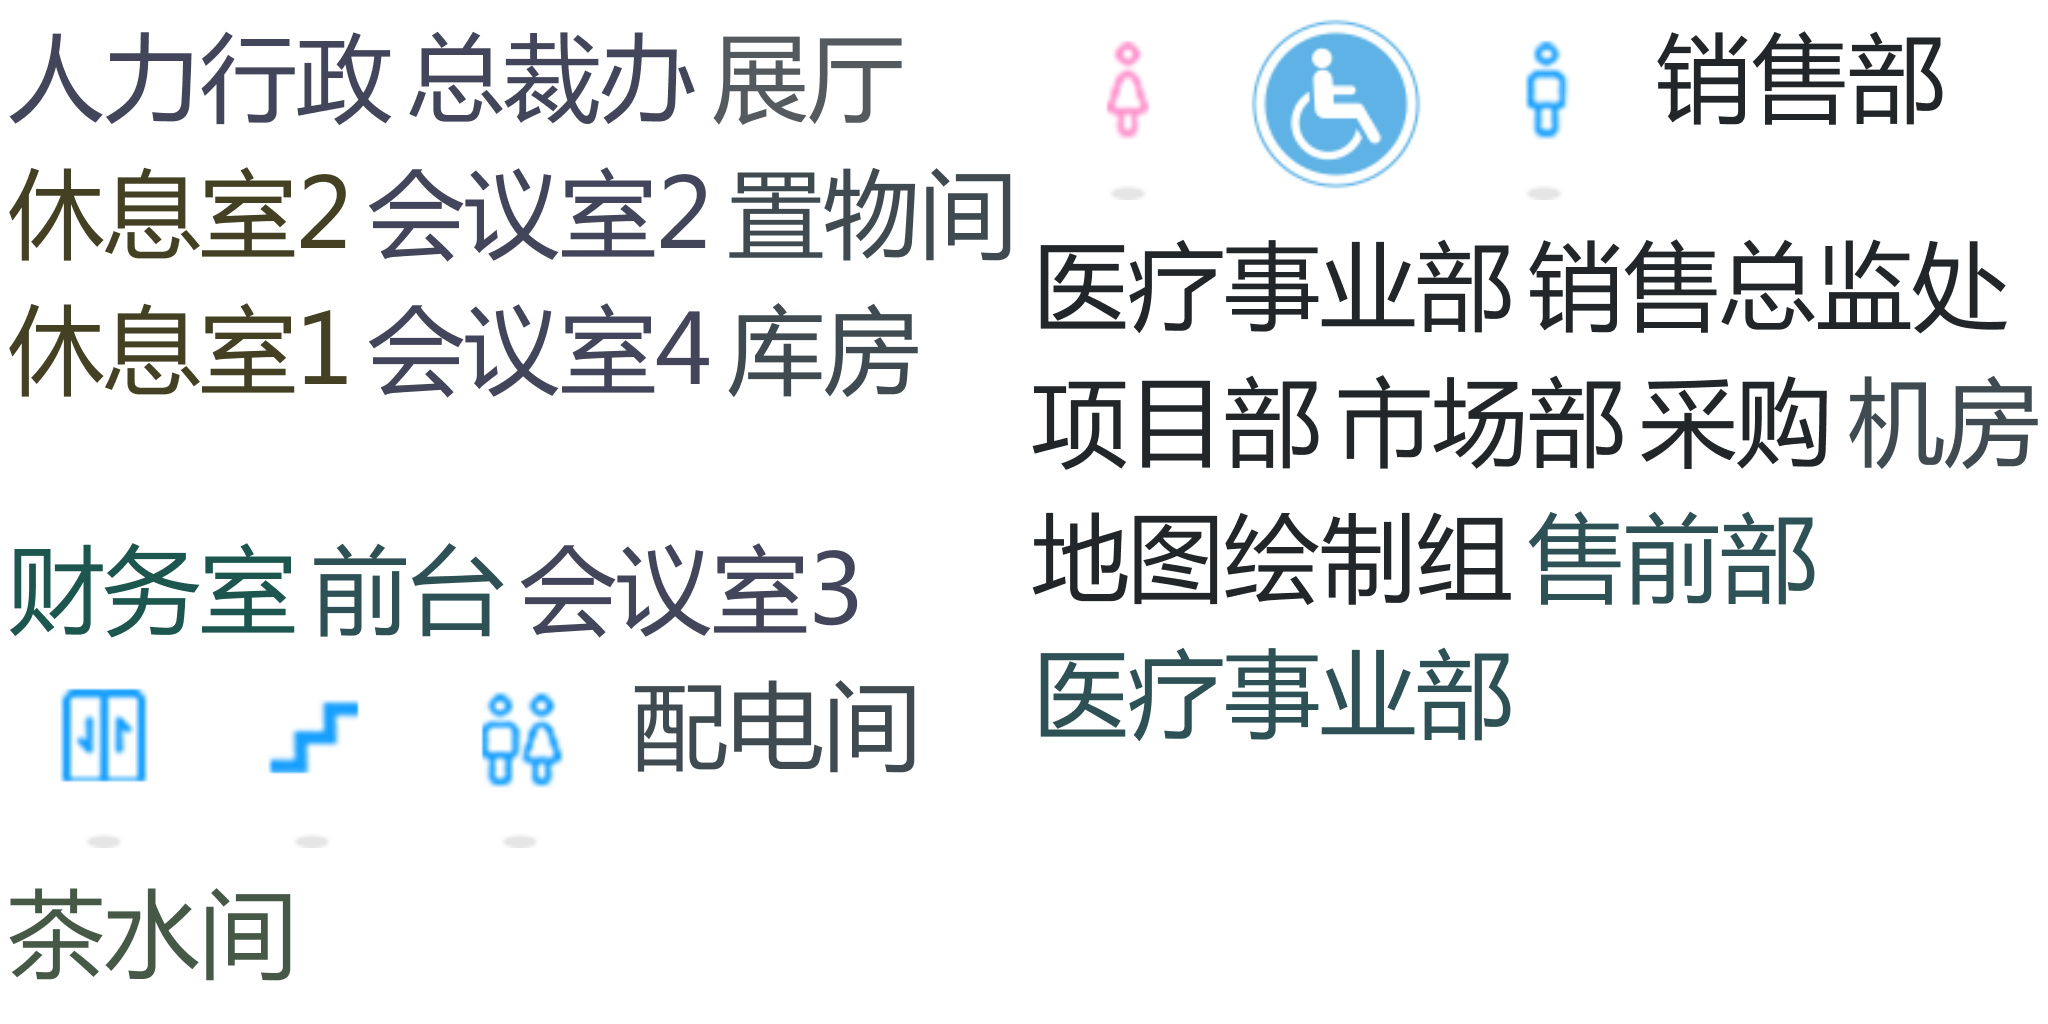 人力行政 总裁办 展厅
休息室2 会议室2 置物间
休息室1 会议室4 库房
财务室 前台 会议室3
配电间
茶水间
销售部
医疗事业部 销售总监处
项目部 市场部 采购 机房
地图绘制组 售前部
医疗事业部